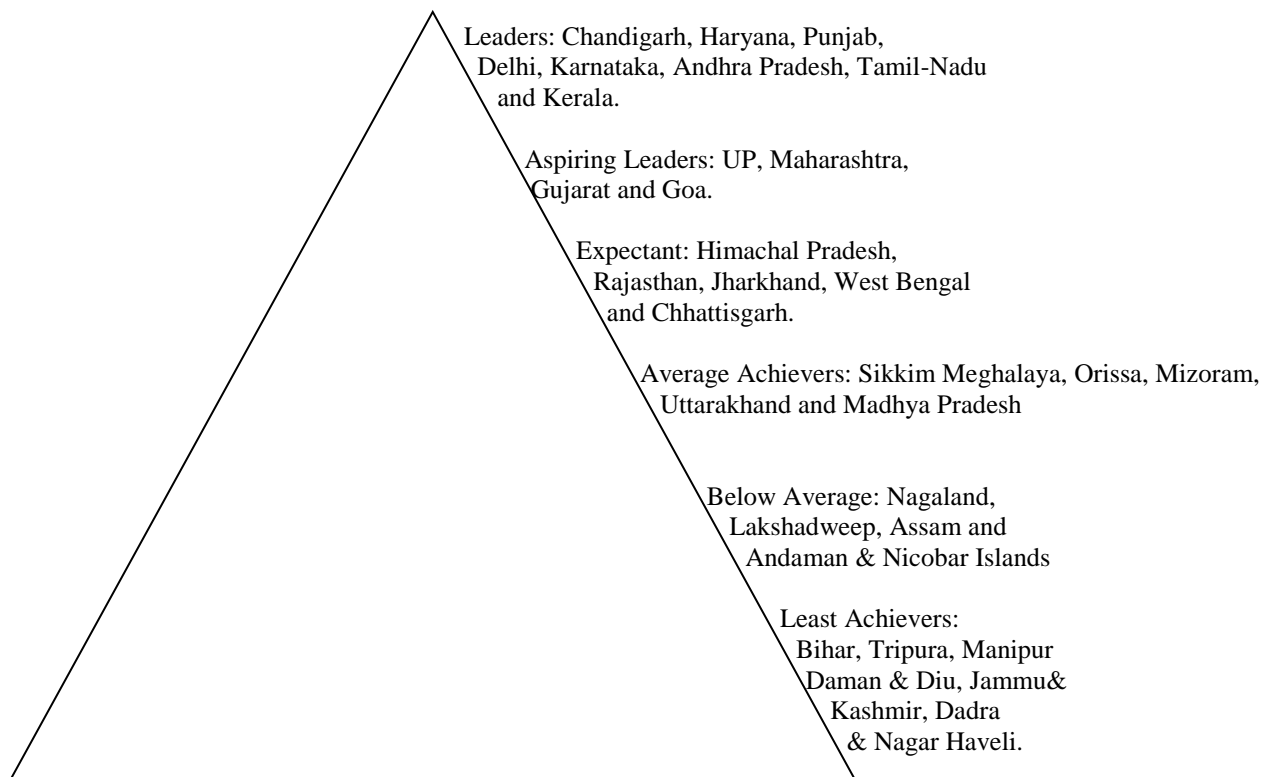 Leaders: Chandigarh, Haryana, Punjab,
Delhi, Karnataka, Andhra Pradesh, Tamil-Nadu
and Kerala.
Aspiring Leaders: UP, Maharashtra,
Gujarat and Goa.
Expectant: Himachal Pradesh,
Rajasthan, Jharkhand, West Bengal
and Chhattisgarh.
Average Achievers: Sikkim Meghalaya, Orissa, Mizoram,
Uttarakhand and Madhya Pradesh
Below Average: Nagaland,
Lakshadweep, Assam and
Andaman & Nicobar Islands
Least Achievers:
Bihar, Tripura, Manipur
Daman & Diu, Jammu&
Kashmir, Dadra
& Nagar Haveli.